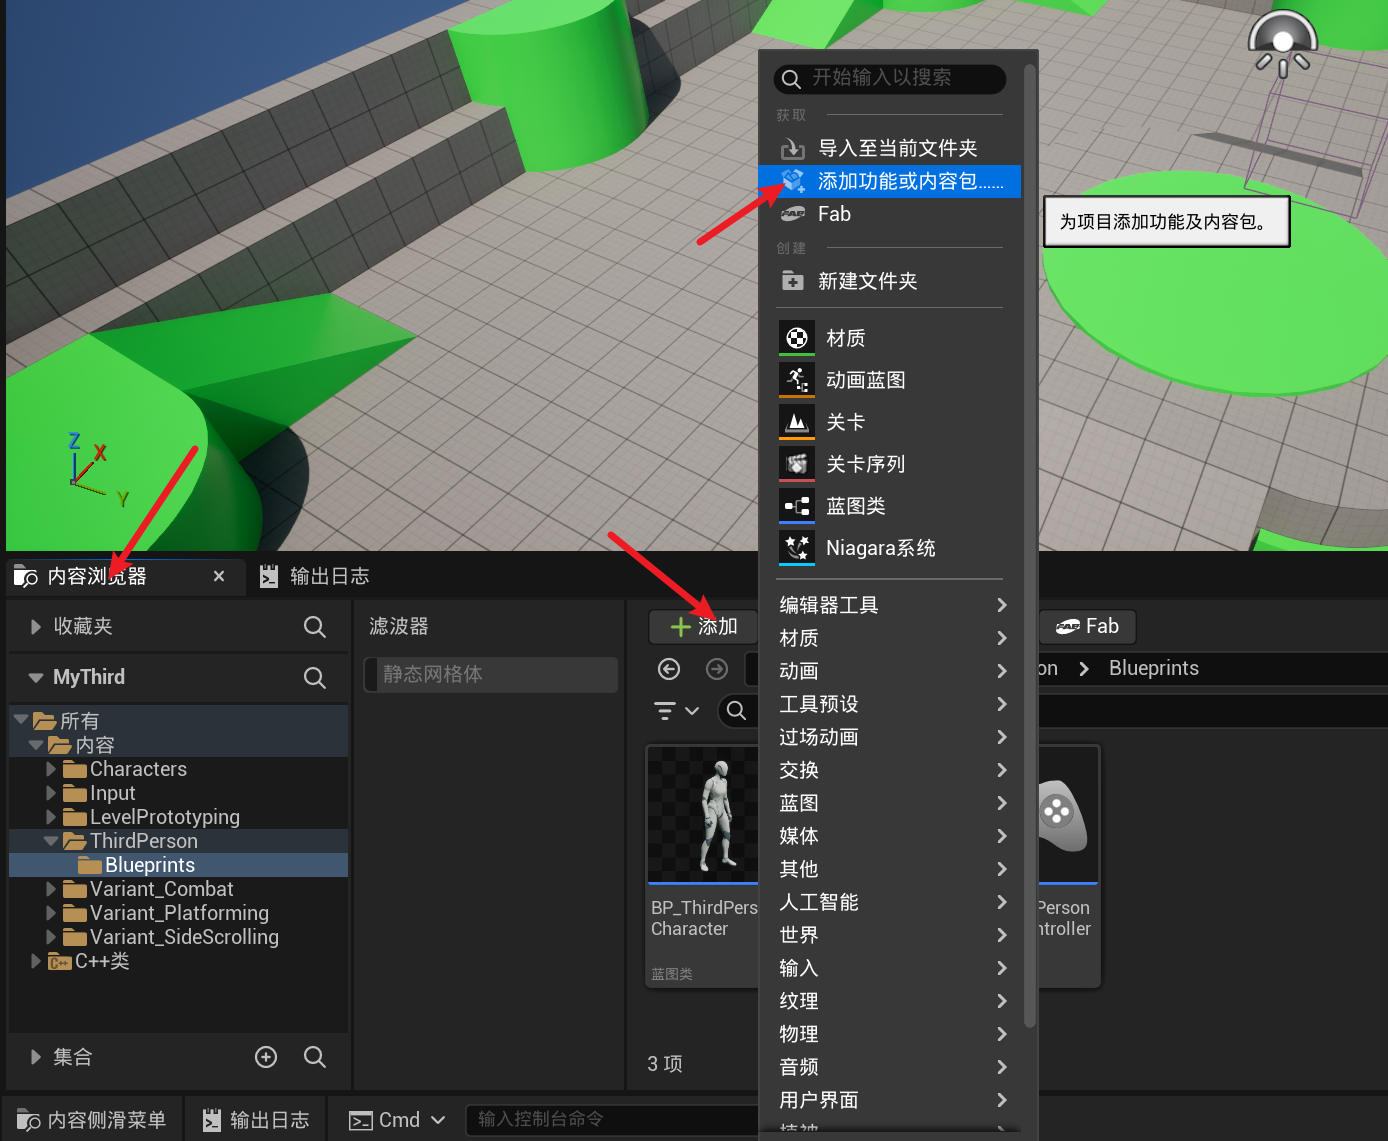 开始输入以搜索
获取
导入至当前文件夹
添加功能或内容包......
Fab
为项目添加功能及内容包。
创建
新建文件夹
材质
动画蓝图
关卡
关卡序列
蓝图类
Niagara系统
编辑器工具
材质
动画
工具预设
过场动画
交换
蓝图
媒体
其他
人工智能
世界
输入
纹理
物理
音频
用户界面
Z
X
Y
内容浏览器
输出日志
收藏夹
MyThird
所有
内容
Characters
Input
LevelPrototyping
ThirdPerson
Blueprints
Variant_Combat
Variant_Platforming
Variant_SideScrolling
C++类
集合
滤波器
静态网格体
添加
Fab
on
Blueprints
BP_ThirdPers
Character
蓝图类
Person
ntroller
3 项
内容侧滑菜单
输出日志
Cmd
输入控制台命令